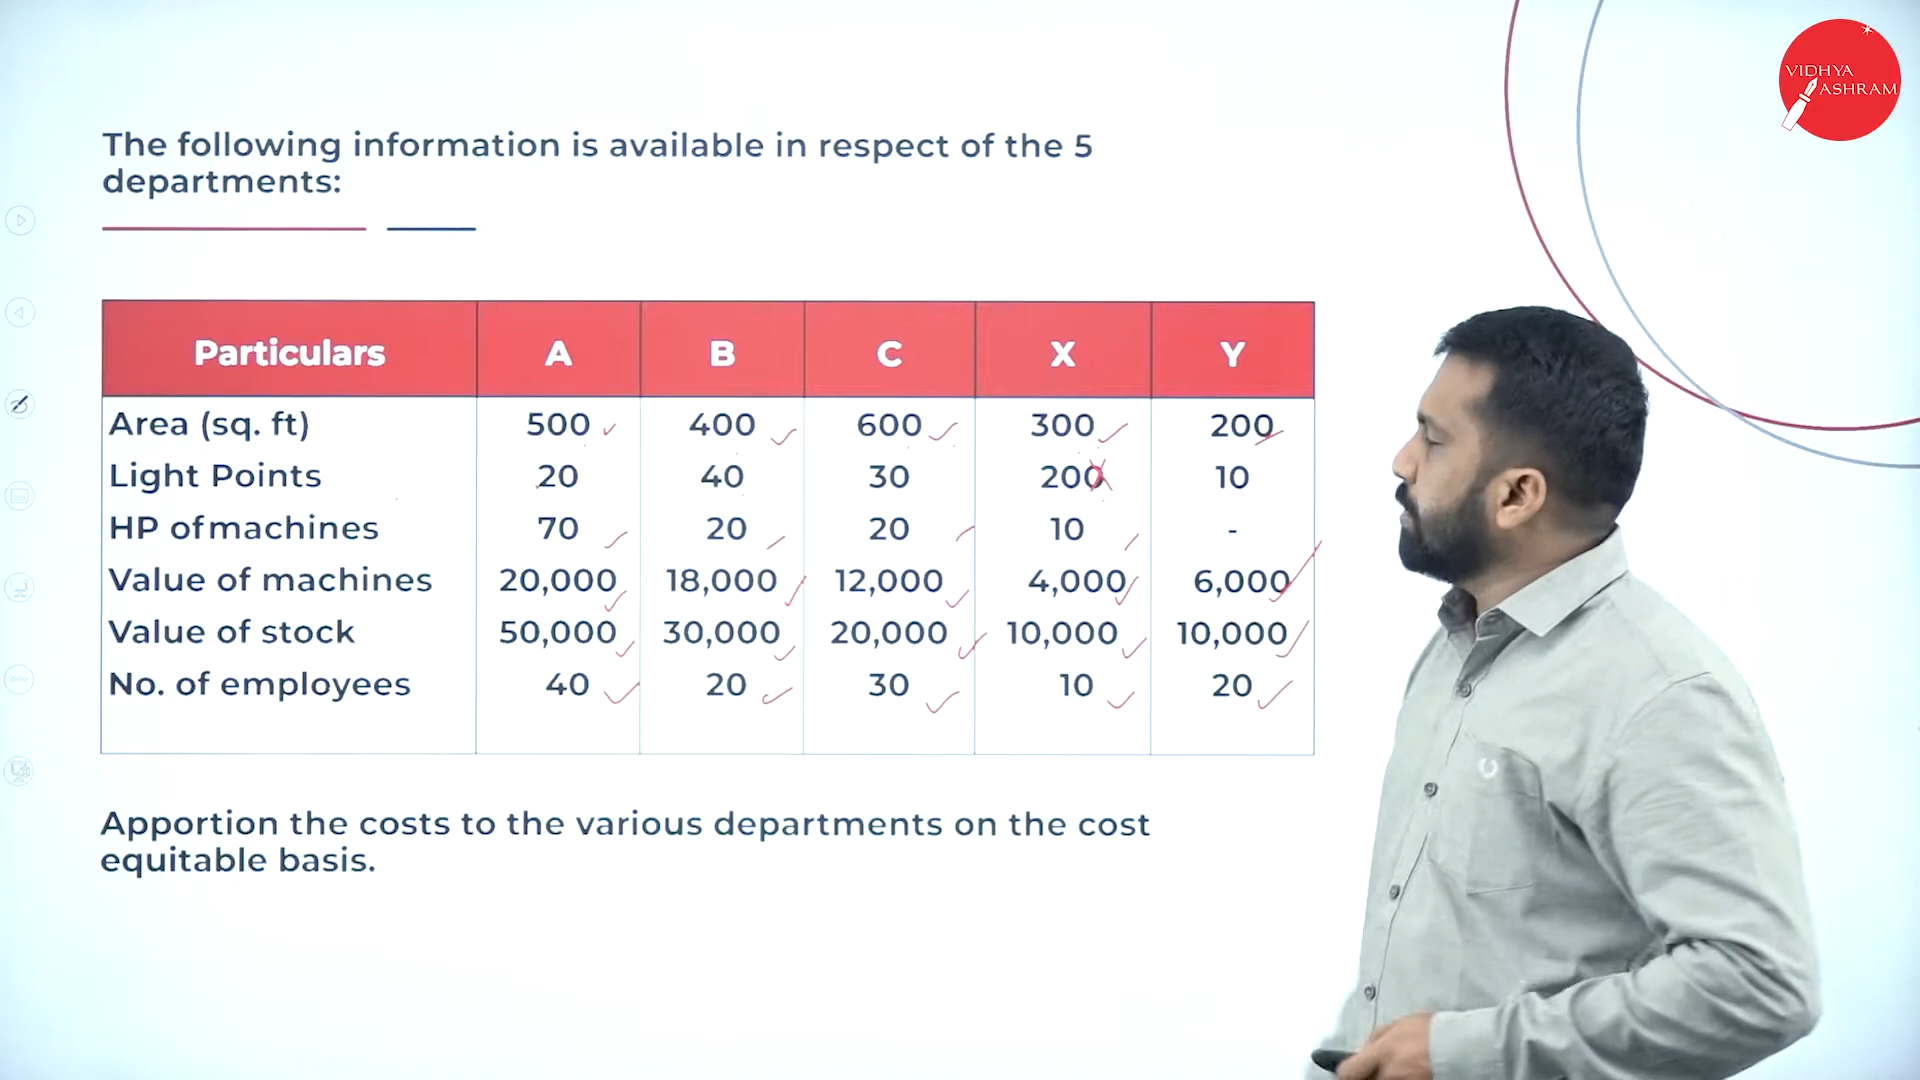 VIDHYA
ASHRAM
The following information is available in respect of the 5
departments:
Particulars A B C X Y
Area (sq. ft) 500 400 600 300 200
Light Points 20 40 30 200 10
HP of machines 70 20 20 10 -
Value of machines 20,000 18,000 12,000 4,000 6,000
Value of stock 50,000 30,000 20,000 10,000 10,000
No. of employees 40 20 30 10 20
Apportion the costs to the various departments on the cost
equitable basis.